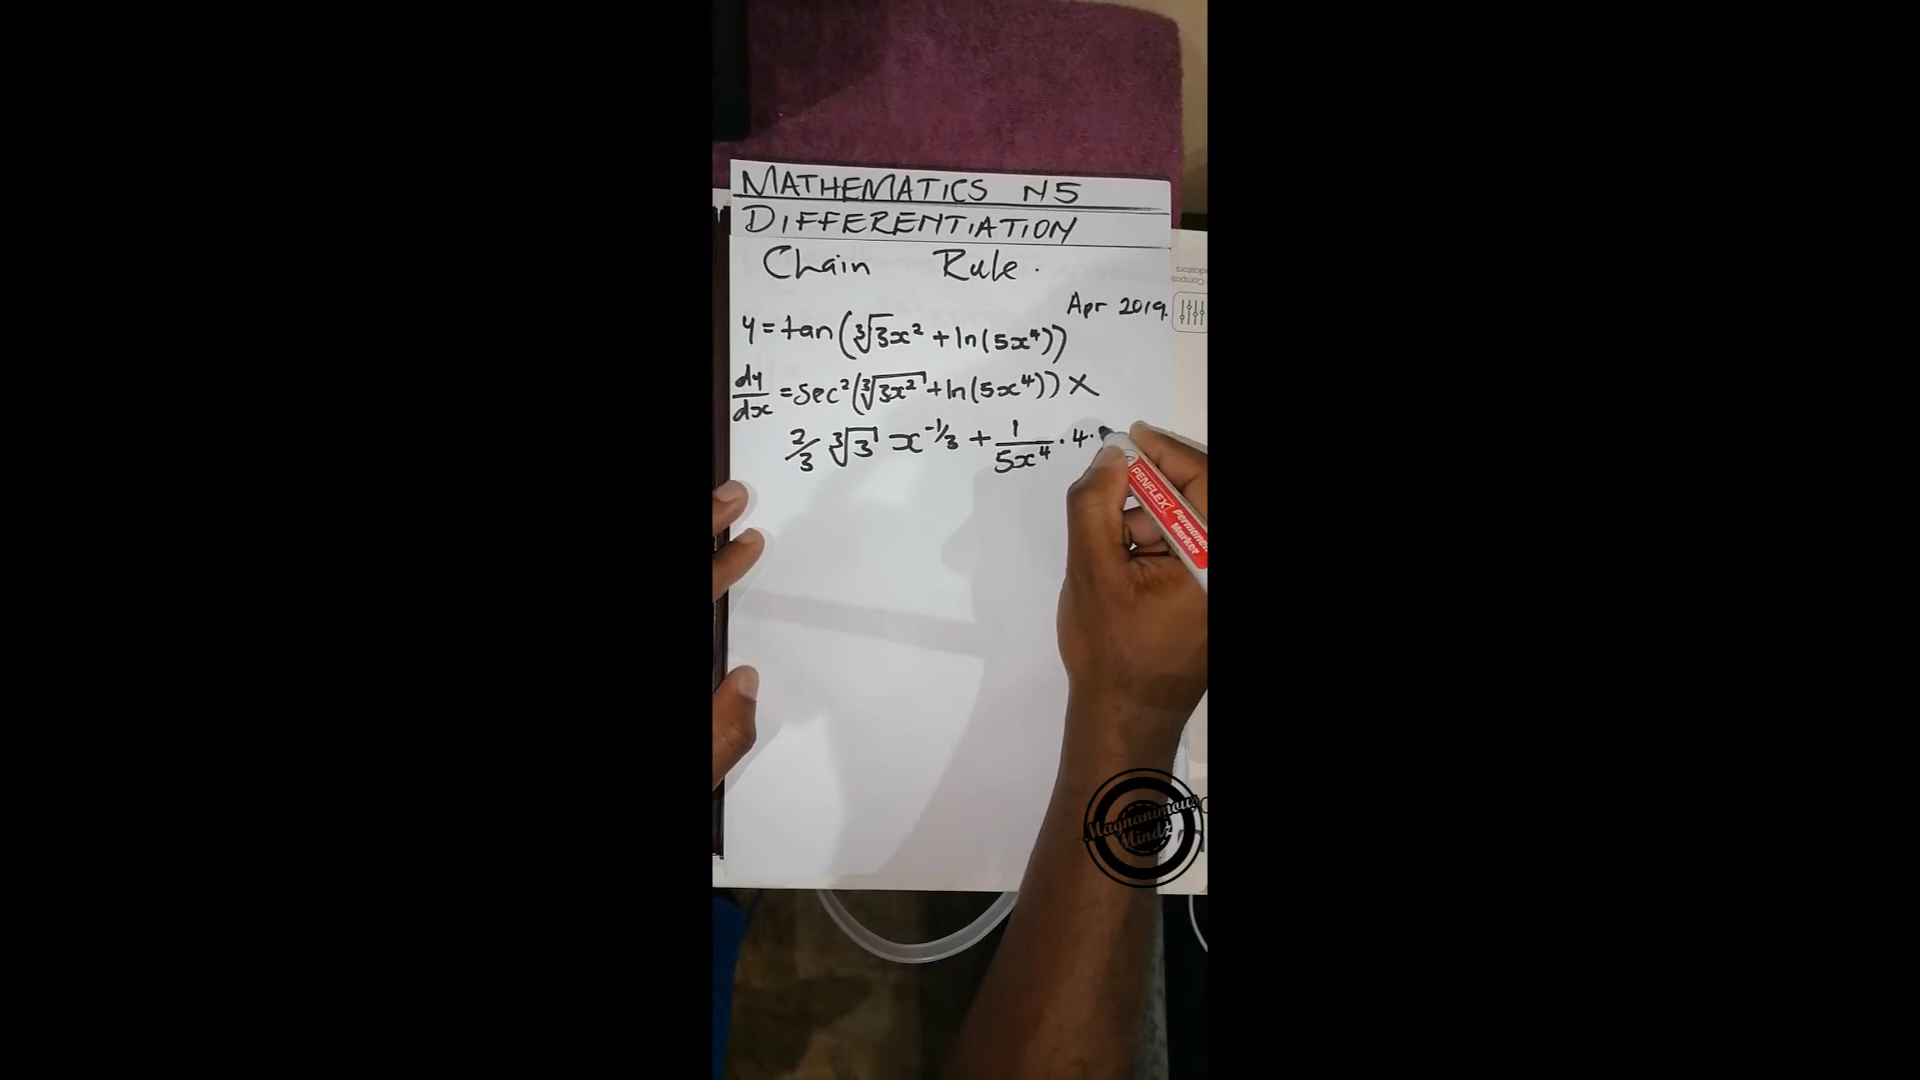 MATHEMATICS N5
DIFFERENTIATION
Chain Rule.
Apr 2019.
y = tan(∛3x² + ln(5x⁴))
dy/dx = sec²(∛3x² + ln(5x⁴)) ×
2/3 ∛3 x^-1/3 + 1/5x⁴ · 4 ·
PENFLEX
Permanent
Marker
Magnanimous
Mindz